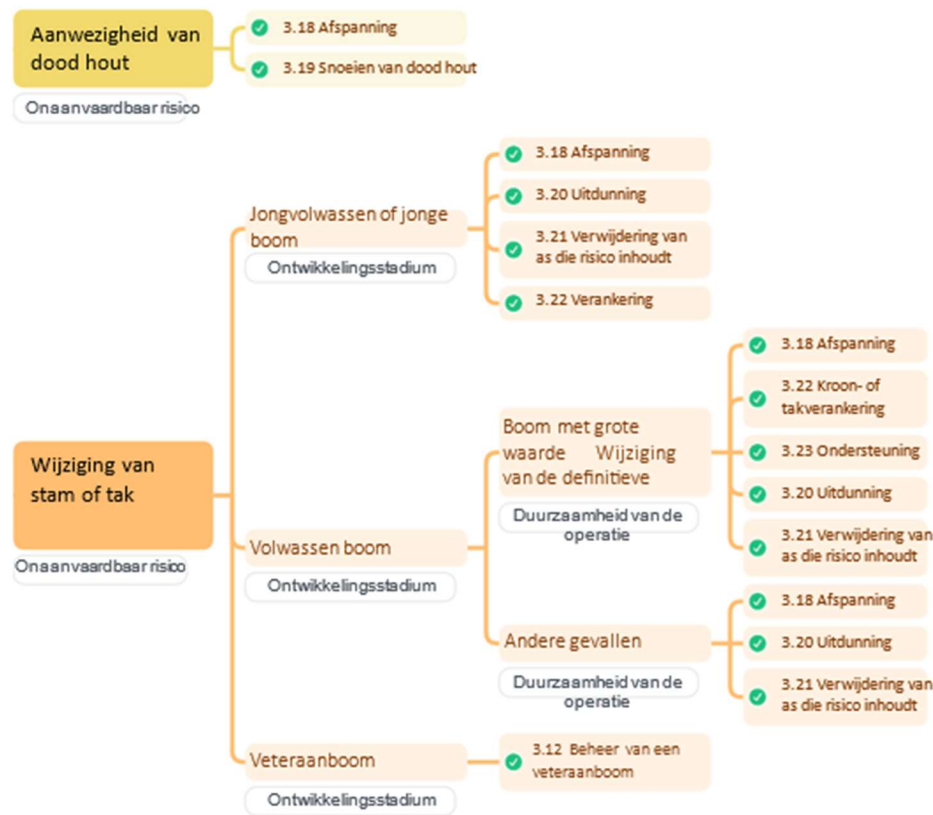 Aanwezigheid van
dood hout
Onaanvaardbaar risico
3.18 Afspanning
3.19 Snoeien van dood hout
Wijziging van
stam of tak
Onaanvaardbaar risico
Jongvolwassen of jonge
boom
Ontwikkelingsstadium
3.18 Afspanning
3.20 Uitdunning
3.21 Verwijdering van
as die risico inhoudt
3.22 Verankering
Volwassen boom
Ontwikkelingsstadium
Boom met grote
waarde Wijziging
van de definitieve
Duurzaamheid van de
operatie
3.18 Afspanning
3.22 Kroon- of
takverankering
3.23 Ondersteuning
3.20 Uitdunning
3.21 Verwijdering van
as die risico inhoudt
Andere gevallen
Duurzaamheid van de
operatie
3.18 Afspanning
3.20 Uitdunning
3.21 Verwijdering van
as die risico inhoudt
Veteraanboom
Ontwikkelingsstadium
3.12 Beheer van een
veteraanboom